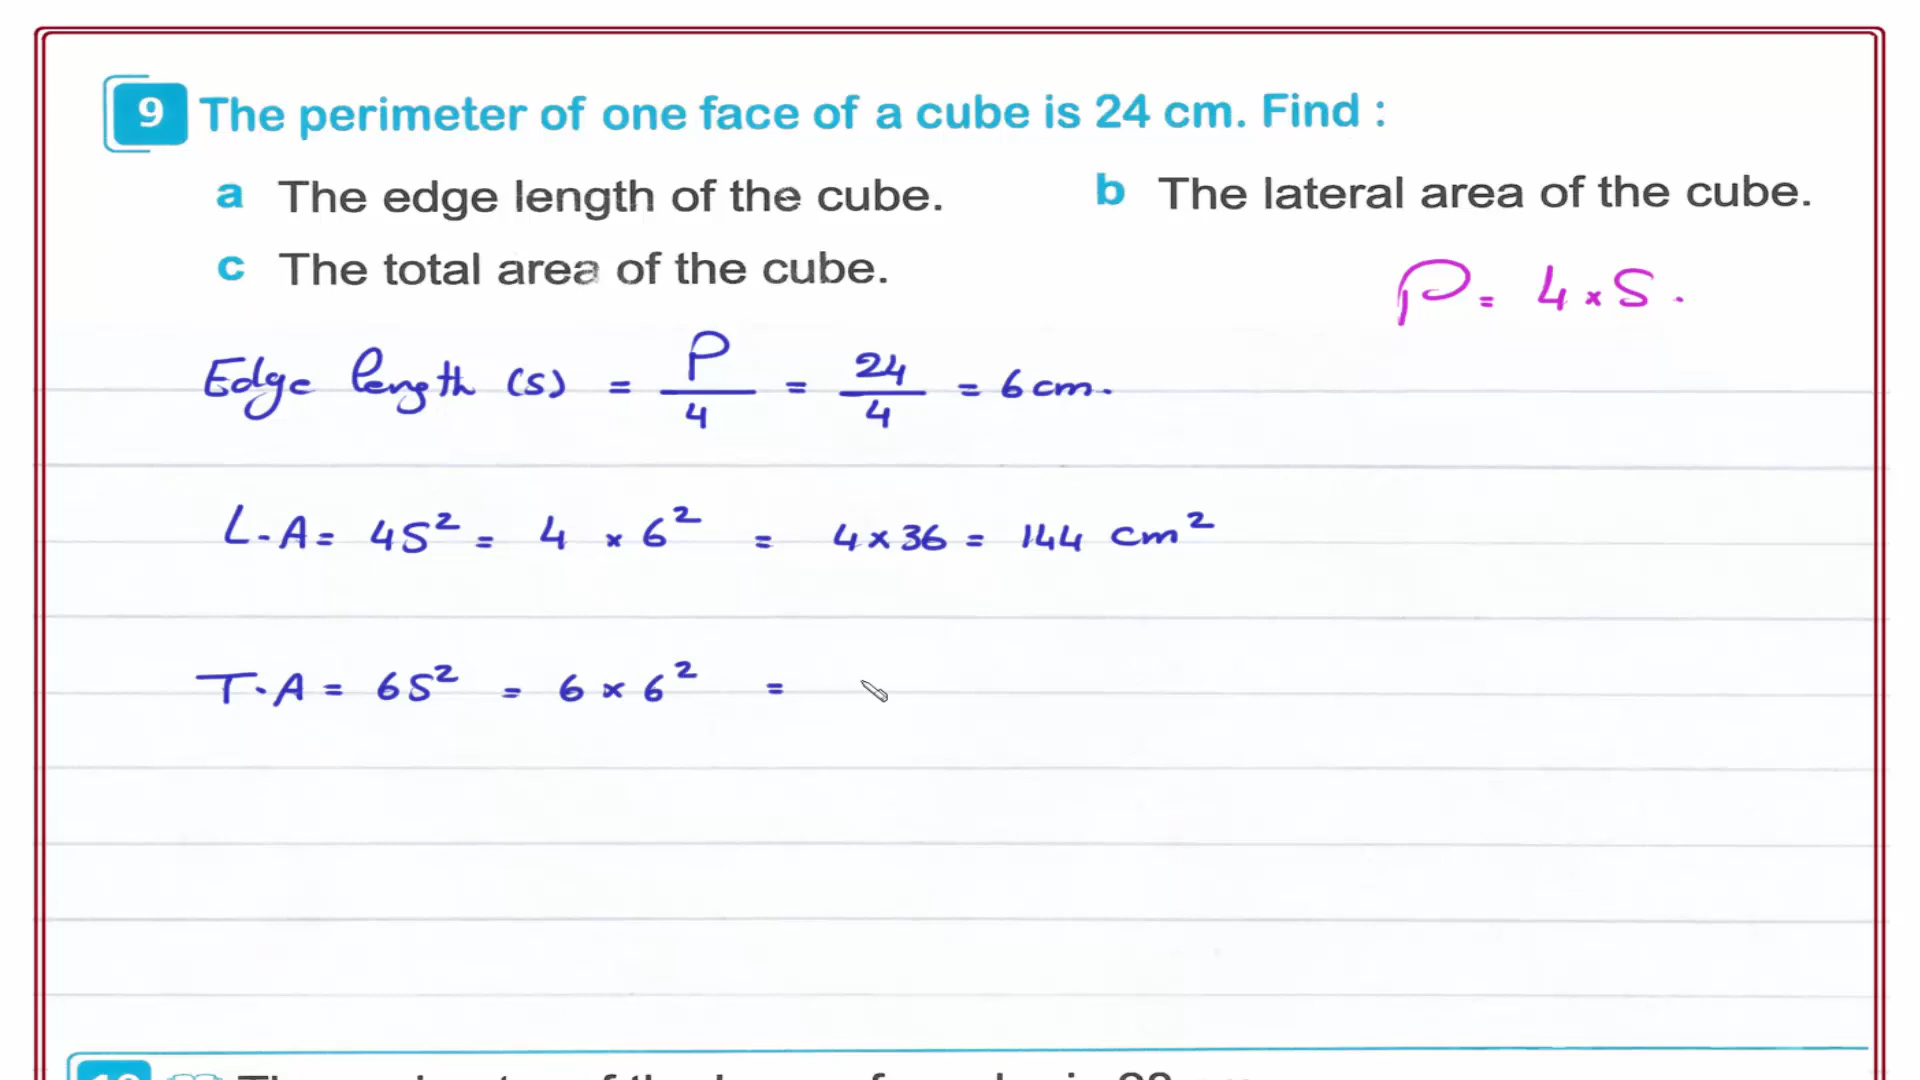 9 The perimeter of one face of a cube is 24 cm. Find :
a The edge length of the cube. b The lateral area of the cube.
c The total area of the cube.
P = 4 × S .
Edge length (s) = P/4 = 24/4 = 6 cm.
L.A = 4S² = 4 × 6² = 4 × 36 = 144 cm²
T.A = 6S² = 6 × 6² =